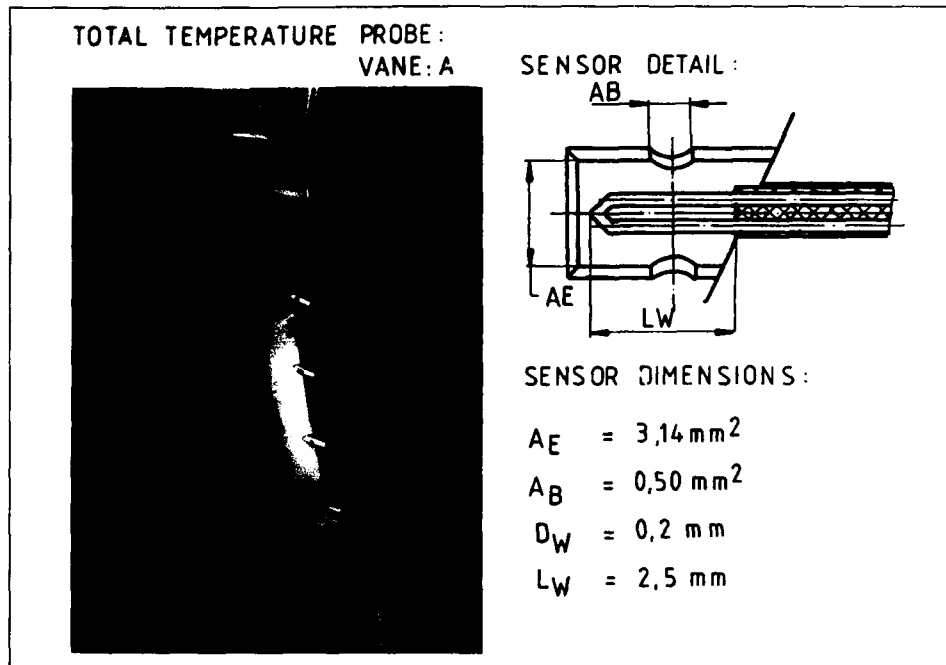 TOTAL TEMPERATURE PROBE:
VANE: A
SENSOR DETAIL:
AB
AE
LW
SENSOR DIMENSIONS:
AE = 3,14 mm2
AB = 0,50 mm2
DW = 0,2 mm
LW = 2,5 mm